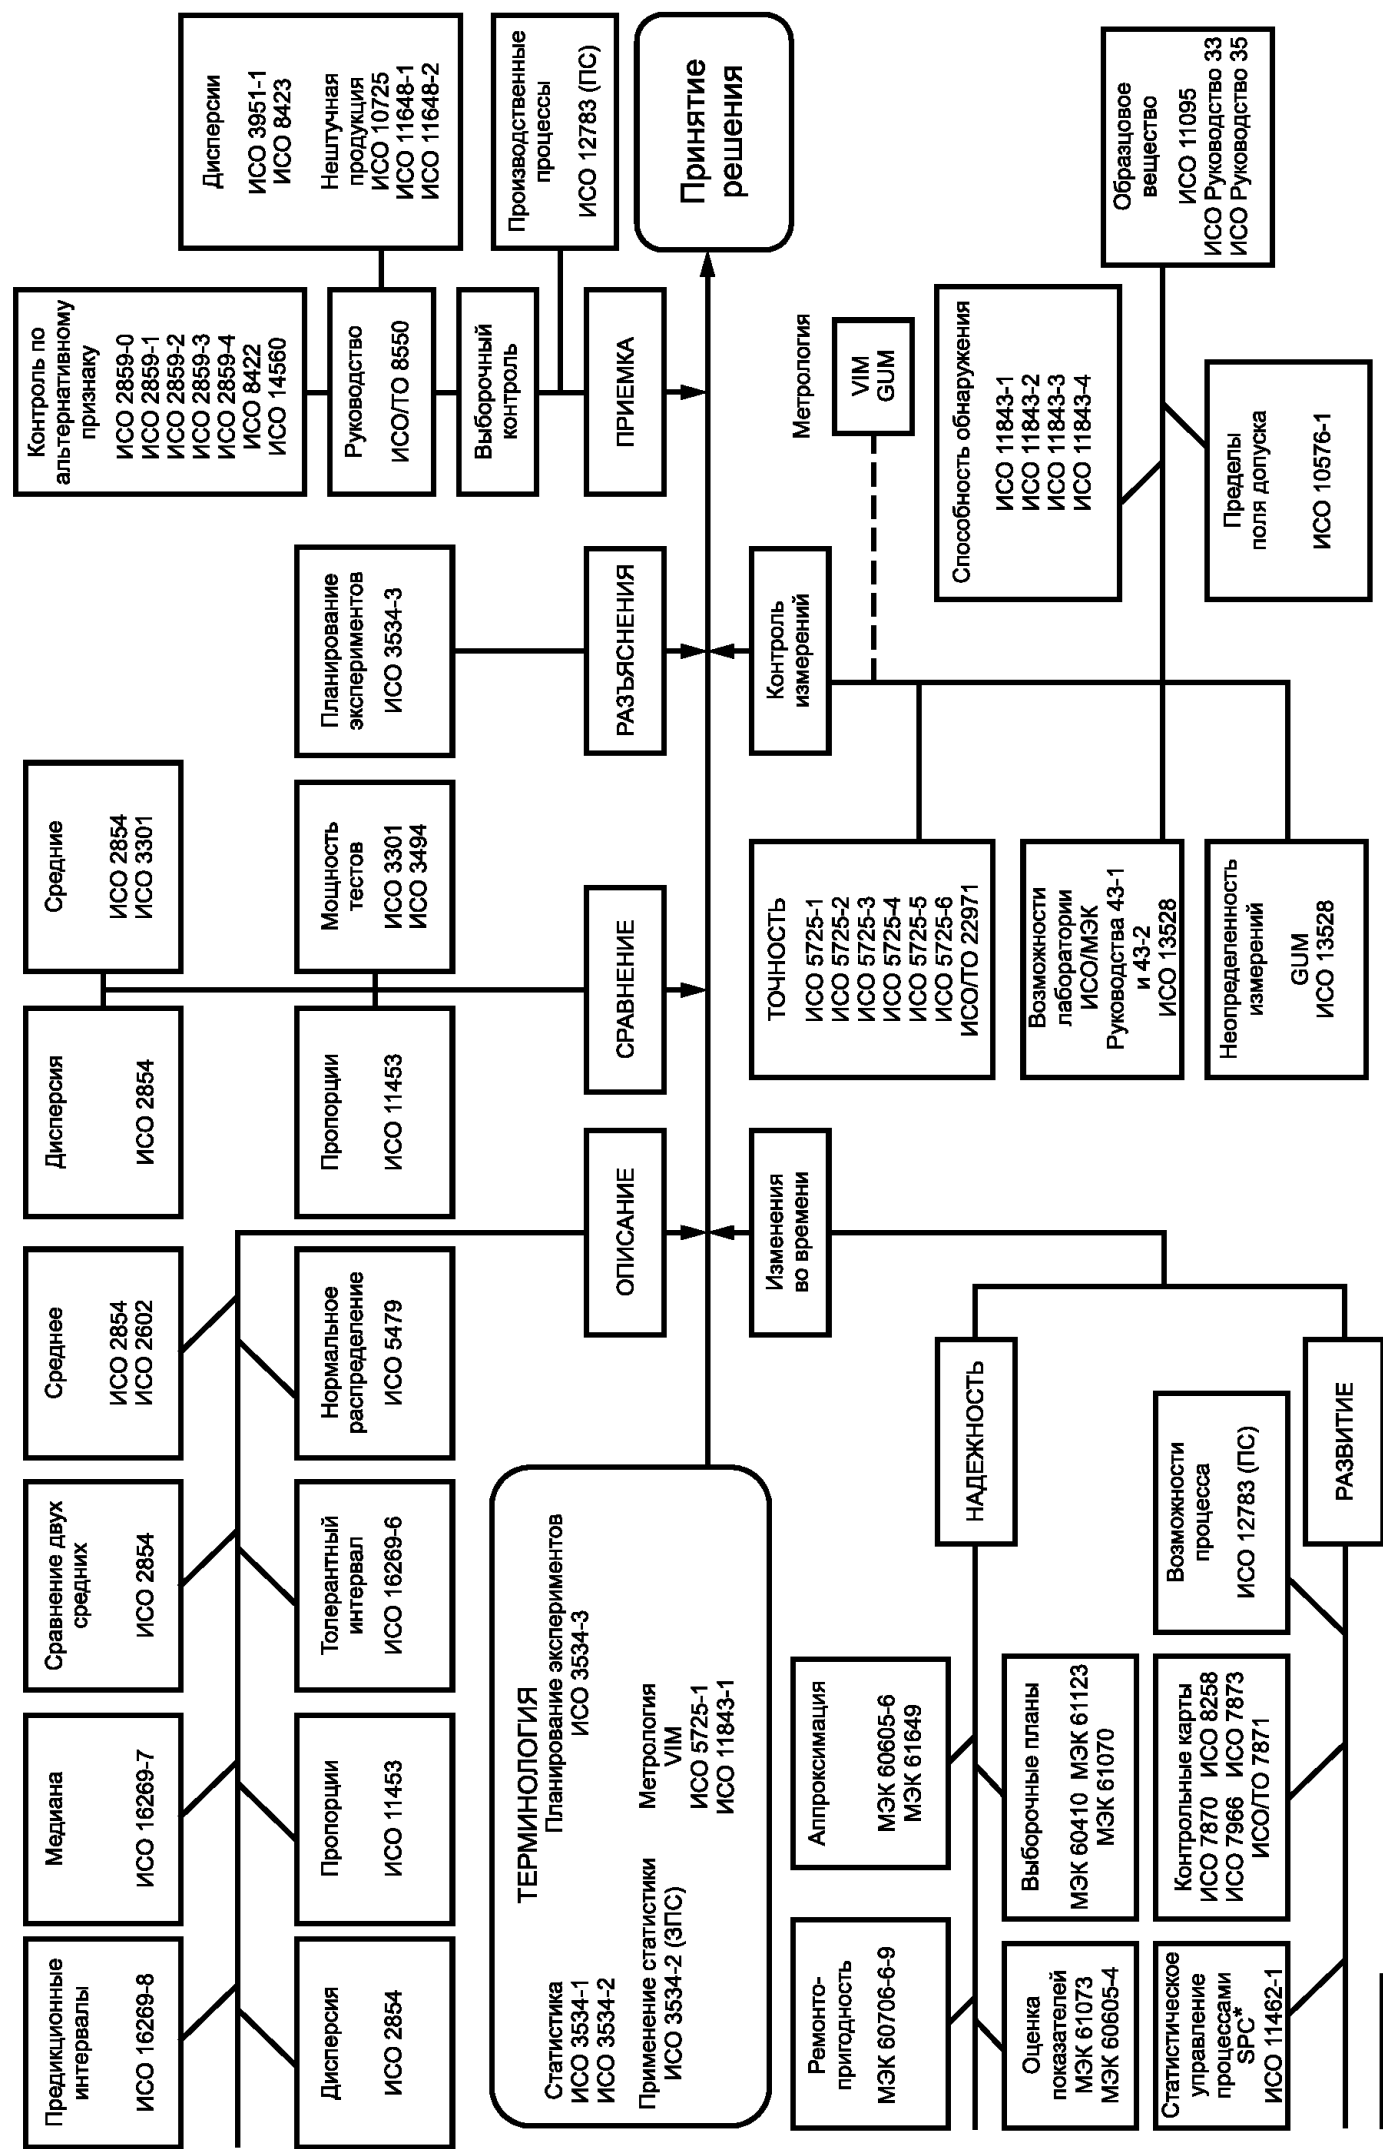 Предикционные
интервалы
ИСО 16269-8
Медиана
ИСО 16269-7
Сравнение двух
средних
ИСО 2854
Среднее
ИСО 2854
ИСО 2602
Дисперсия
ИСО 2854
Средние
ИСО 2854
ИСО 3301
Контроль по
альтернативному
признаку
ИСО 2859-0
ИСО 2859-1
ИСО 2859-2
ИСО 2859-3
ИСО 2859-4
ИСО 8422
ИСО 14560
Дисперсии
ИСО 3951-1
ИСО 8423
Нештучная
продукция
ИСО 10725
ИСО 11648-1
ИСО 11648-2
Дисперсия
ИСО 2854
Пропорции
ИСО 11453
Толерантный
интервал
ИСО 16269-6
Нормальное
распределение
ИСО 5479
Пропорции
ИСО 11453
Мощность
тестов
ИСО 3301
ИСО 3494
Планирование
экспериментов
ИСО 3534-3
Руководство
ИСО/ТО 8550
Выборочный
контроль
Производственные
процессы
ИСО 12783 (ПС)
ОПИСАНИЕ
СРАВНЕНИЕ
РАЗЪЯСНЕНИЯ
ПРИЕМКА
ТЕРМИНОЛОГИЯ
Статистика
ИСО 3534-1
ИСО 3534-2
Планирование экспериментов
ИСО 3534-3
Применение статистики
ИСО 3534-2 (ЗПС)
Метрология
VIM
ИСО 5725-1
ИСО 11843-1
Принятие
решения
Изменения
во времени
Контроль
измерений
Метрология
VIM
GUM
ТОЧНОСТЬ
ИСО 5725-1
ИСО 5725-2
ИСО 5725-3
ИСО 5725-4
ИСО 5725-5
ИСО 5725-6
ИСО/ТО 22971
Ремонто-
пригодность
МЭК 60706-6-9
Аппроксимация
МЭК 60605-6
МЭК 61649
НАДЕЖНОСТЬ
Способность обнаружения
ИСО 11843-1
ИСО 11843-2
ИСО 11843-3
ИСО 11843-4
Оценка
показателей
МЭК 61073
МЭК 60605-4
Выборочные планы
МЭК 60410 МЭК 61123
МЭК 61070
Возможности
лаборатории
ИСО/МЭК
Руководства 43-1
и 43-2
ИСО 13528
Образцовое
вещество
ИСО 11095
ИСО Руководство 33
ИСО Руководство 35
Статистическое
управление
процессами
SPC*
ИСО 11462-1
Контрольные карты
ИСО 7870 ИСО 8258
ИСО 7966 ИСО 7873
ИСО/ТО 7871
Возможности
процесса
ИСО 12783 (ПС)
РАЗВИТИЕ
Неопределенность
измерений
GUM
ИСО 13528
Пределы
поля допуска
ИСО 10576-1